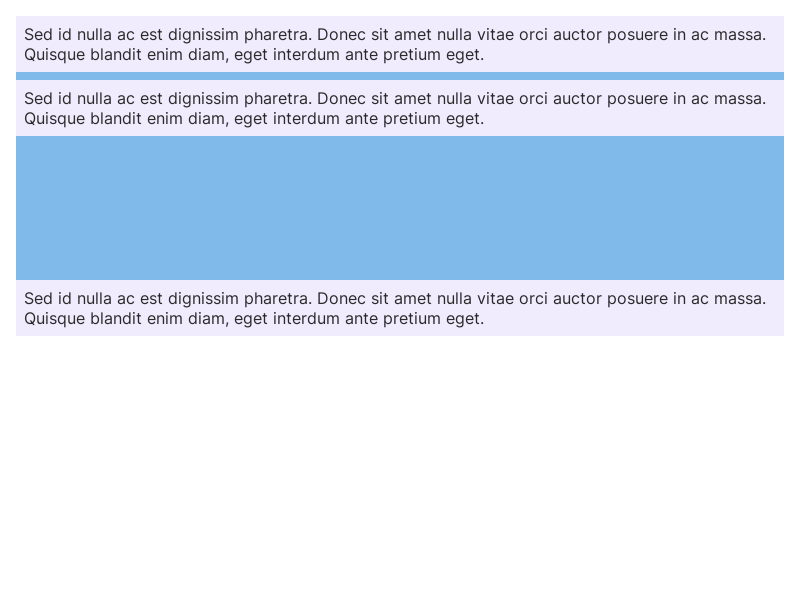 Sed id nulla ac est dignissim pharetra. Donec sit amet nulla vitae orci auctor posuere in ac massa.
Quisque blandit enim diam, eget interdum ante pretium eget.
Sed id nulla ac est dignissim pharetra. Donec sit amet nulla vitae orci auctor posuere in ac massa.
Quisque blandit enim diam, eget interdum ante pretium eget.
Sed id nulla ac est dignissim pharetra. Donec sit amet nulla vitae orci auctor posuere in ac massa.
Quisque blandit enim diam, eget interdum ante pretium eget.